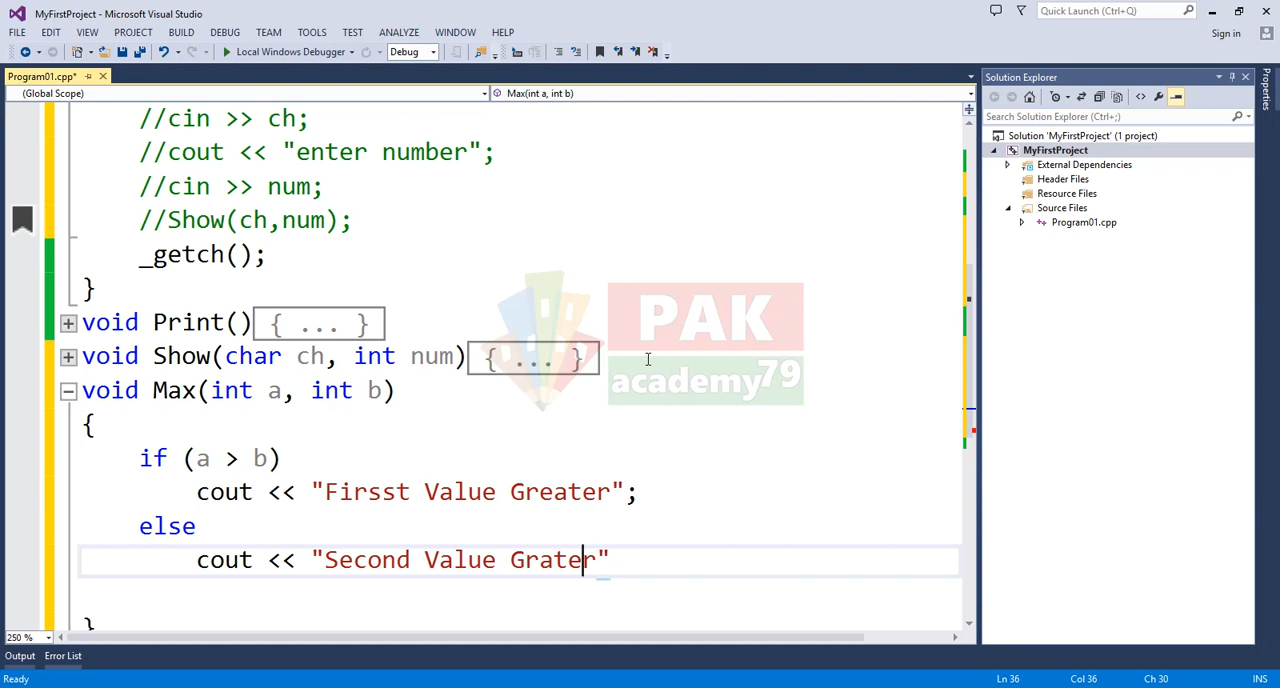 MyFirstProject - Microsoft Visual Studio
Quick Launch (Ctrl+Q)
FILE EDIT VIEW PROJECT BUILD DEBUG TEAM TOOLS TEST ANALYZE WINDOW HELP
Sign in
Local Windows Debugger Debug
Program01.cpp*
(Global Scope) Max(int a, int b)
//cin >> ch;
//cout << "enter number";
//cin >> num;
//Show(ch,num);
_getch();
}
void Print(){ ... }
void Show(char ch, int num){ ... }
void Max(int a, int b)
{
if (a > b)
cout << "Firsst Value Greater";
else
cout << "Second Value Grater"
}
PAK
academy79
250 %
Output Error List
Solution Explorer
Search Solution Explorer (Ctrl+;)
Solution 'MyFirstProject' (1 project)
MyFirstProject
External Dependencies
Header Files
Resource Files
Source Files
Program01.cpp
Properties
Ready Ln 36 Col 36 Ch 30 INS